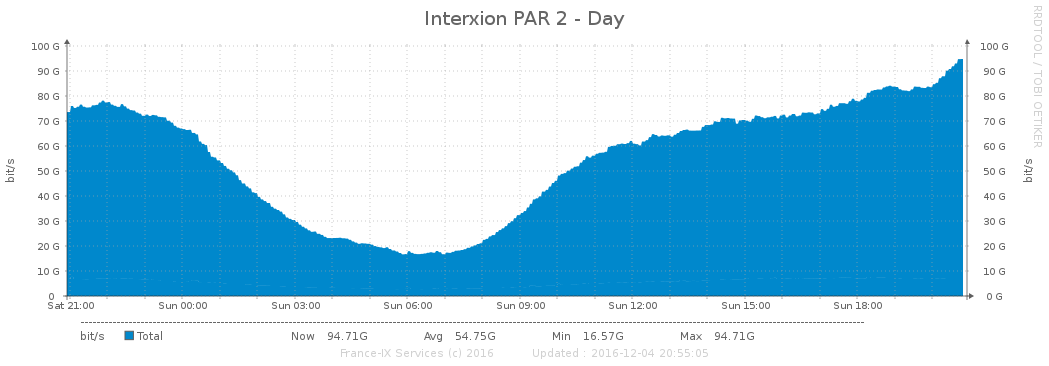 Interxion PAR 2 - Day
RRDTOOL / TOBI OETIKER
100 G 100 G
90 G 90 G
80 G 80 G
70 G 70 G
60 G 60 G
50 G 50 G
40 G 40 G
30 G 30 G
20 G 20 G
10 G 10 G
0 0 G
bit/s bit/s
Sat 21:00 Sun 00:00 Sun 03:00 Sun 06:00 Sun 09:00 Sun 12:00 Sun 15:00 Sun 18:00
bit/s Total Now 94.71G Avg 54.75G Min 16.57G Max 94.71G
France-IX Services (c) 2016 Updated : 2016-12-04 20:55:05